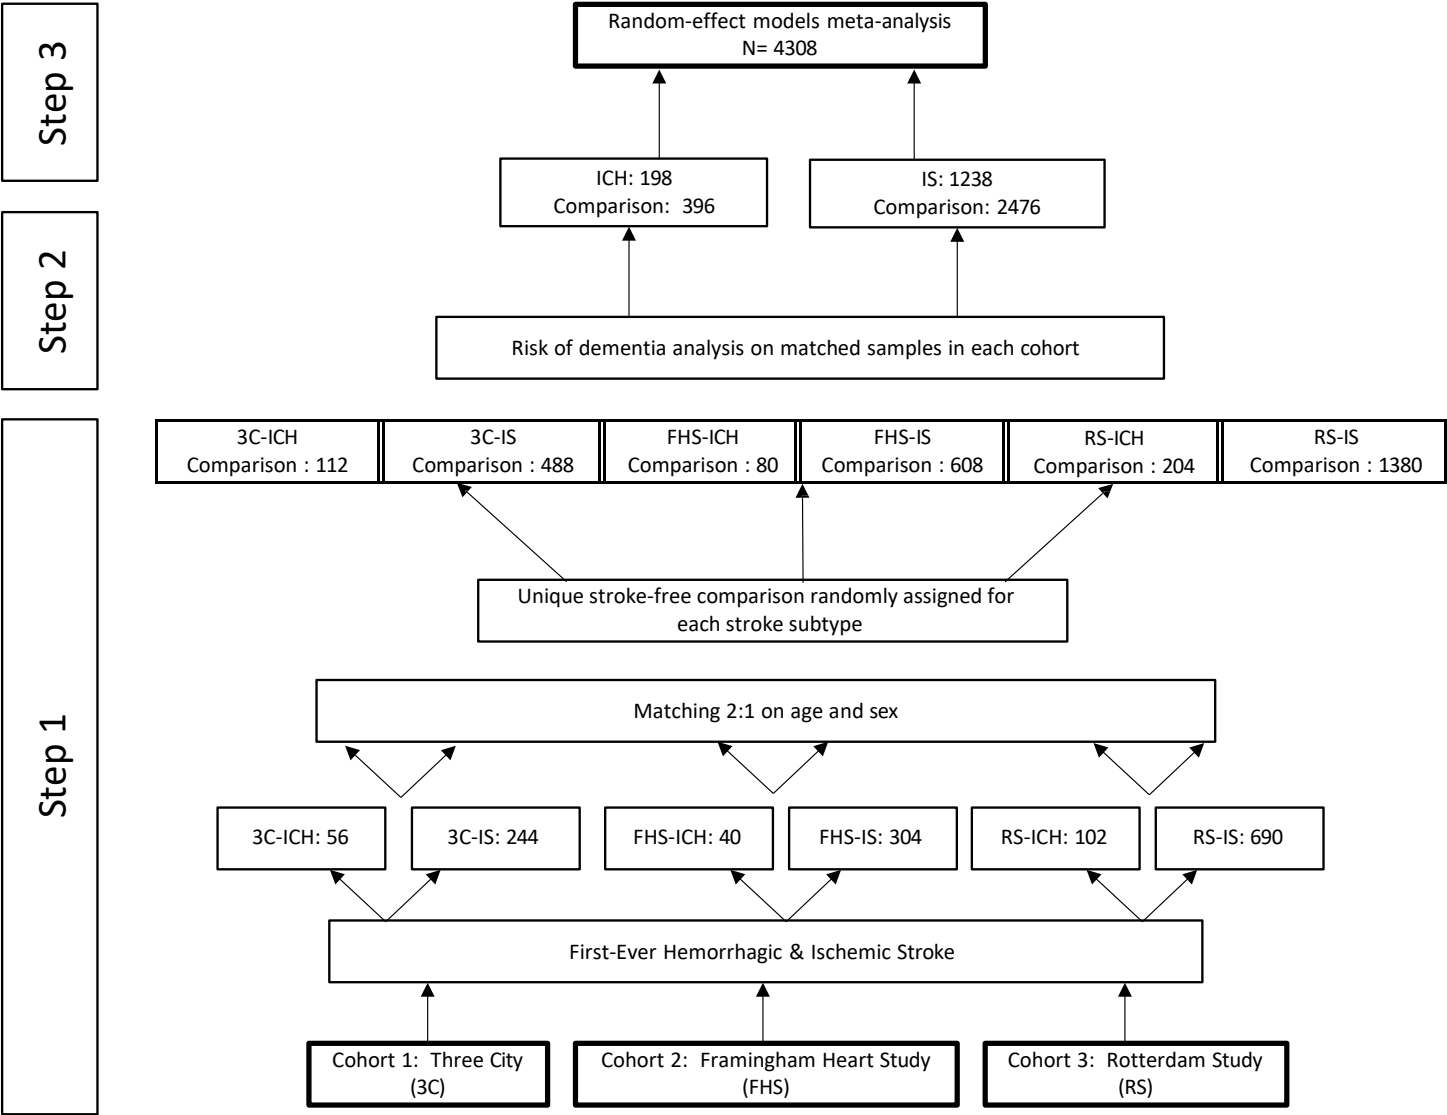 Step 3
Random-effect models meta-analysis
N= 4308
ICH: 198
Comparison:  396
IS: 1238
Comparison: 2476
Step 2
Risk of dementia analysis on matched samples in each cohort
Step 1
3C-ICH
Comparison : 112
3C-IS
Comparison : 488
FHS-ICH
Comparison : 80
FHS-IS
Comparison : 608
RS-ICH
Comparison : 204
RS-IS
Comparison : 1380
Unique stroke-free comparison randomly assigned for
each stroke subtype
Matching 2:1 on age and sex
3C-ICH: 56
3C-IS: 244
FHS-ICH: 40
FHS-IS: 304
RS-ICH: 102
RS-IS: 690
First-Ever Hemorrhagic & Ischemic Stroke
Cohort 1:  Three City
(3C)
Cohort 2:  Framingham Heart Study
(FHS)
Cohort 3:  Rotterdam Study
(RS)